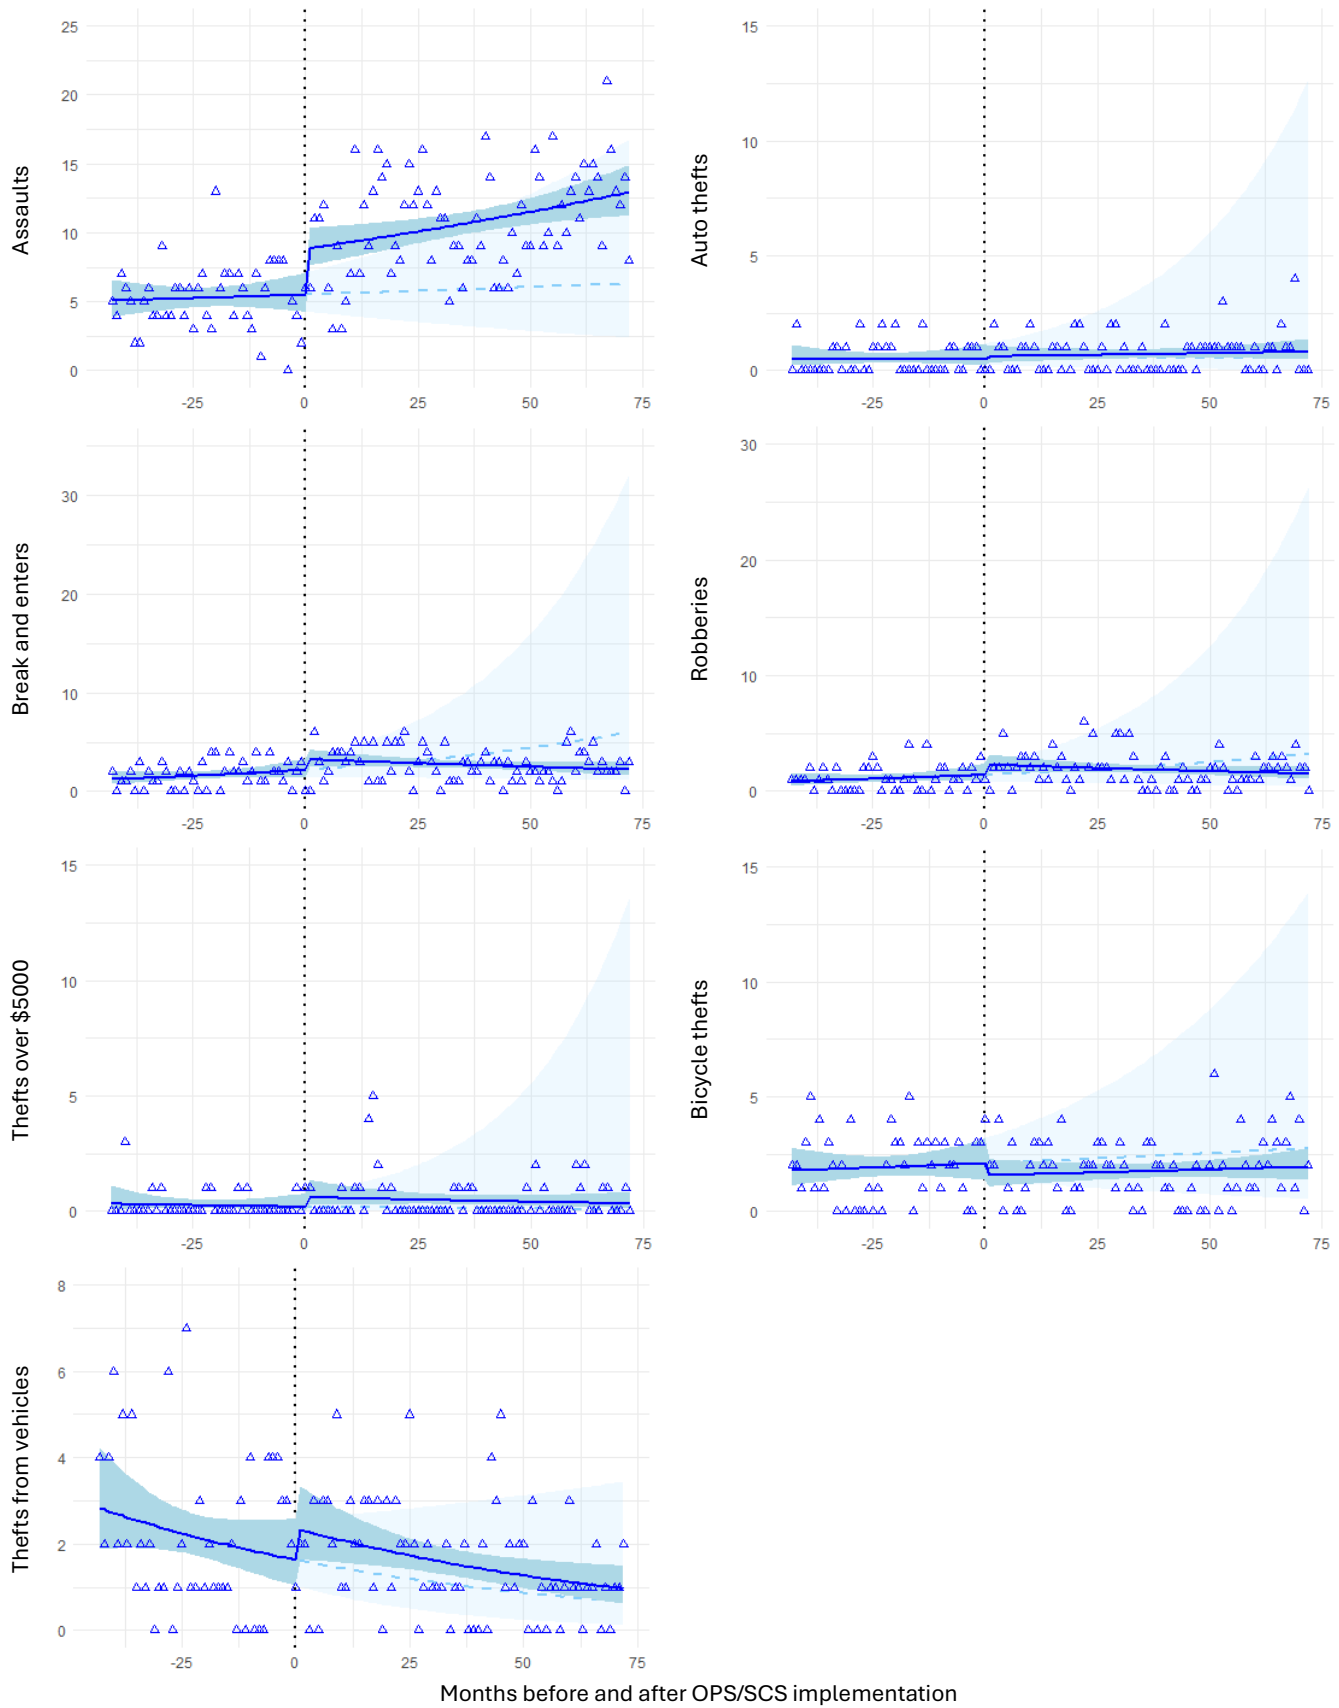 Assaults
25
20
15
10
5
0
-25 0 25 50 75
Auto thefts
15
10
5
0
-25 0 25 50 75
Break and enters
30
20
10
0
-25 0 25 50 75
Robberies
30
20
10
0
-25 0 25 50 75
Thefts over $5000
15
10
5
0
-25 0 25 50 75
Bicycle thefts
15
10
5
0
-25 0 25 50 75
Thefts from vehicles
8
6
4
2
0
-25 0 25 50 75
Months before and after OPS/SCS implementation